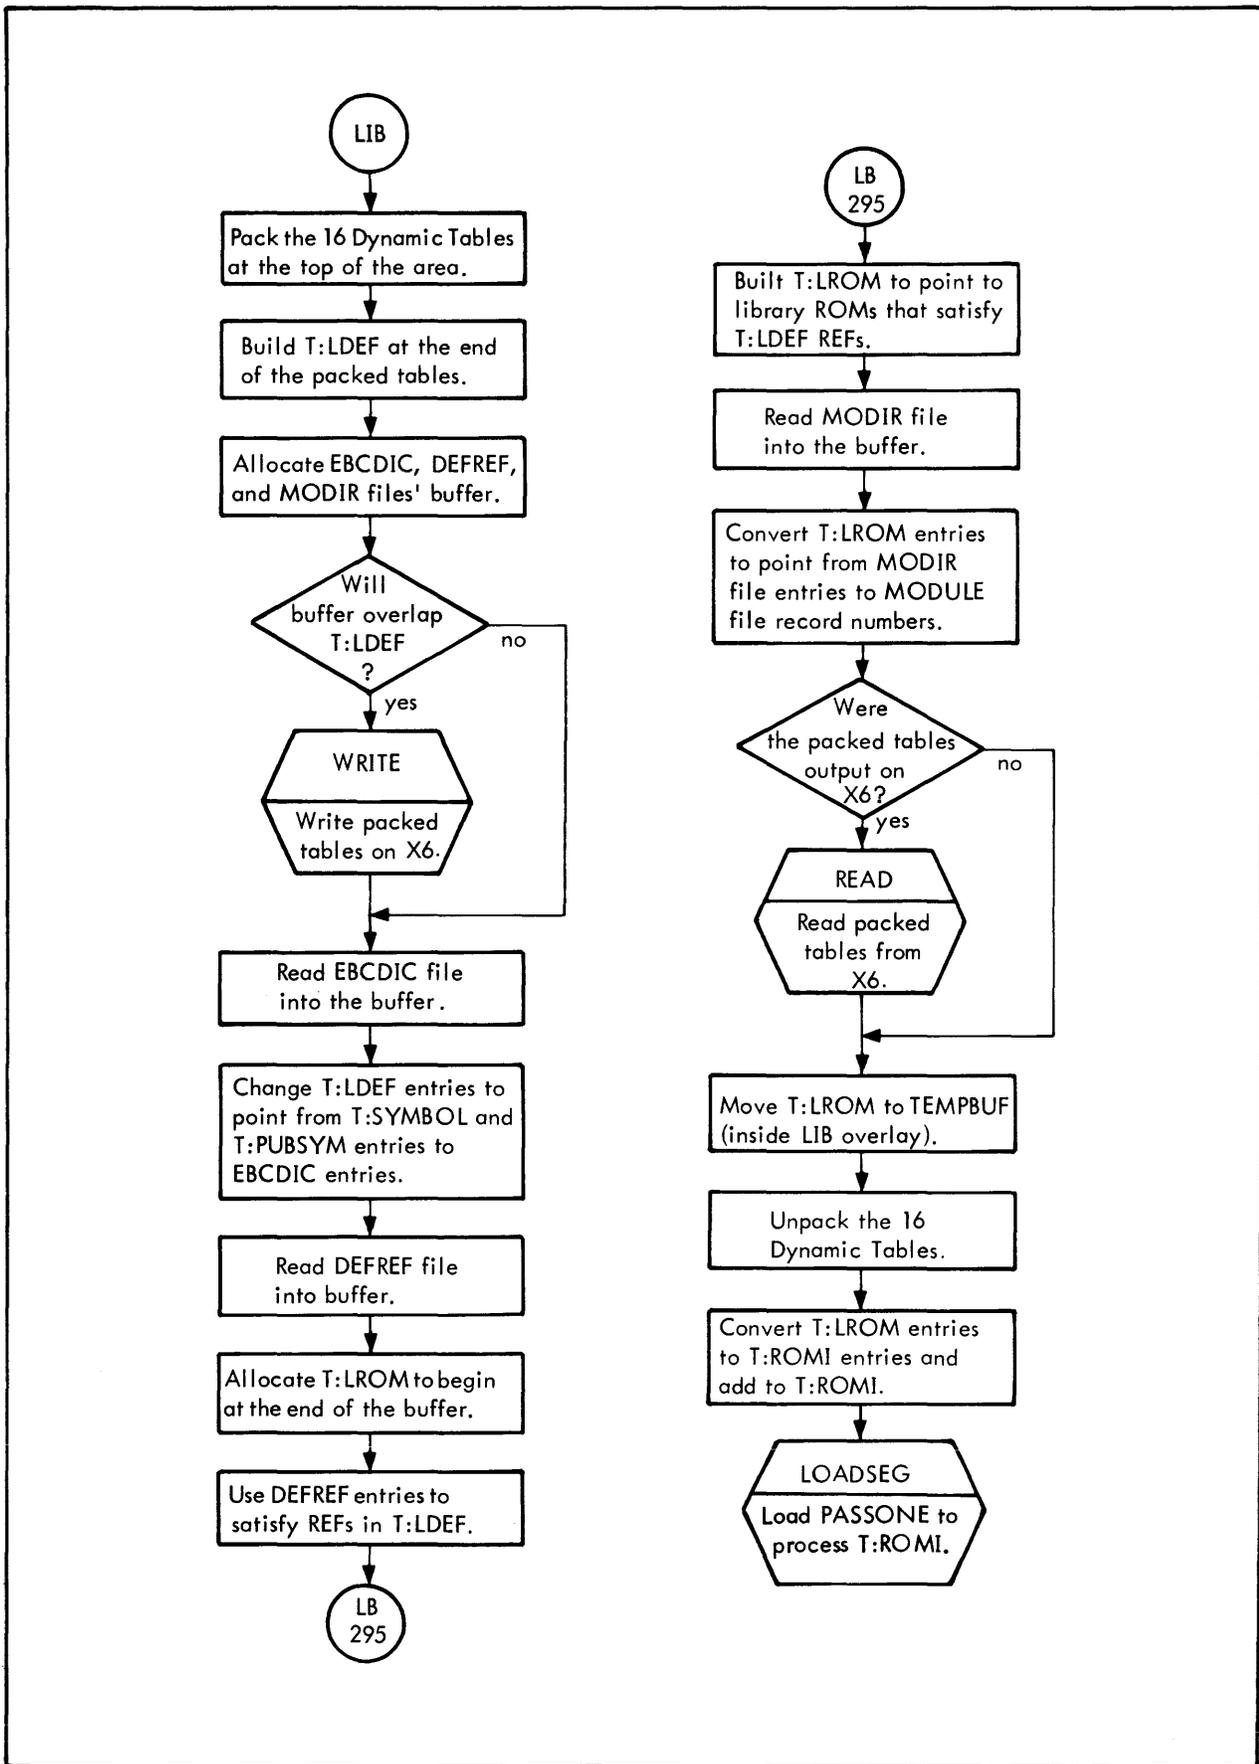 LIB
Pack the 16 Dynamic Tables
at the top of the area.
Build T:LDEF at the end
of the packed tables.
Allocate EBCDIC, DEFREF,
and MODIR files' buffer.
Will
buffer overlap
T:LDEF
?
no
yes
WRITE
Write packed
tables on X6.
Read EBCDIC file
into the buffer.
Change T:LDEF entries to
point from T:SYMBOL and
T:PUBSYM entries to
EBCDIC entries.
Read DEFREF file
into buffer.
Allocate T:LROM to begin
at the end of the buffer.
Use DEFREF entries to
satisfy REFs in T:LDEF.
LB
295
LB
295
Built T:LROM to point to
library ROMs that satisfy
T:LDEF REFs.
Read MODIR file
into the buffer.
Convert T:LROM entries
to point from MODIR
file entries to MODULE
file record numbers.
Were
the packed tables
output on
X6?
no
yes
READ
Read packed
tables from
X6.
Move T:LROM to TEMPBUF
(inside LIB overlay).
Unpack the 16
Dynamic Tables.
Convert T:LROM entries
to T:ROMI entries and
add to T:ROMI.
LOADSEG
Load PASSONE to
process T:ROMI.